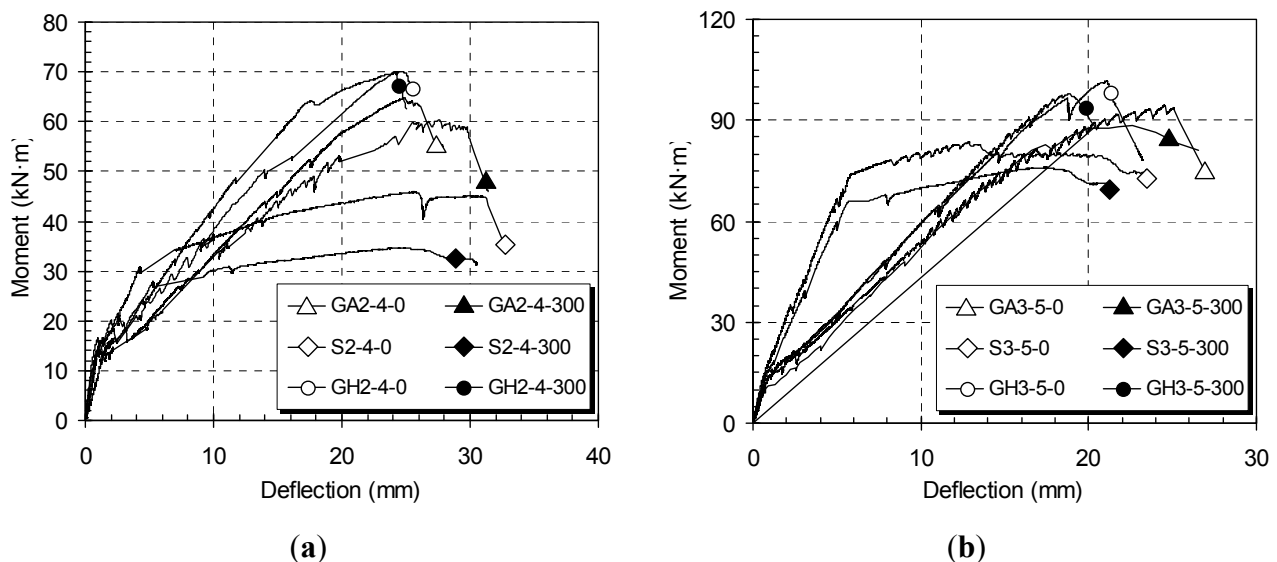 80
70
60
50
40
30
20
10
0
Moment (kN·m)
0 10 20 30 40
Deflection (mm)
GA2-4-0 GA2-4-300
S2-4-0 S2-4-300
GH2-4-0 GH2-4-300
(a)
120
90
60
30
0
Moment (kN·m)
0 10 20 30
Deflection (mm)
GA3-5-0 GA3-5-300
S3-5-0 S3-5-300
GH3-5-0 GH3-5-300
(b)